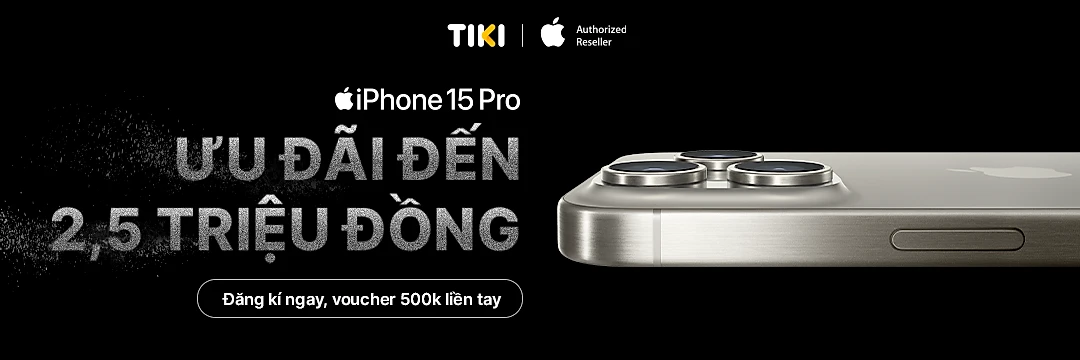 TIKI
Authorized
Reseller
iPhone 15 Pro
ƯU ĐÃI ĐẾN
2,5 TRIỆU ĐỒNG
Đăng kí ngay, voucher 500k liền tay